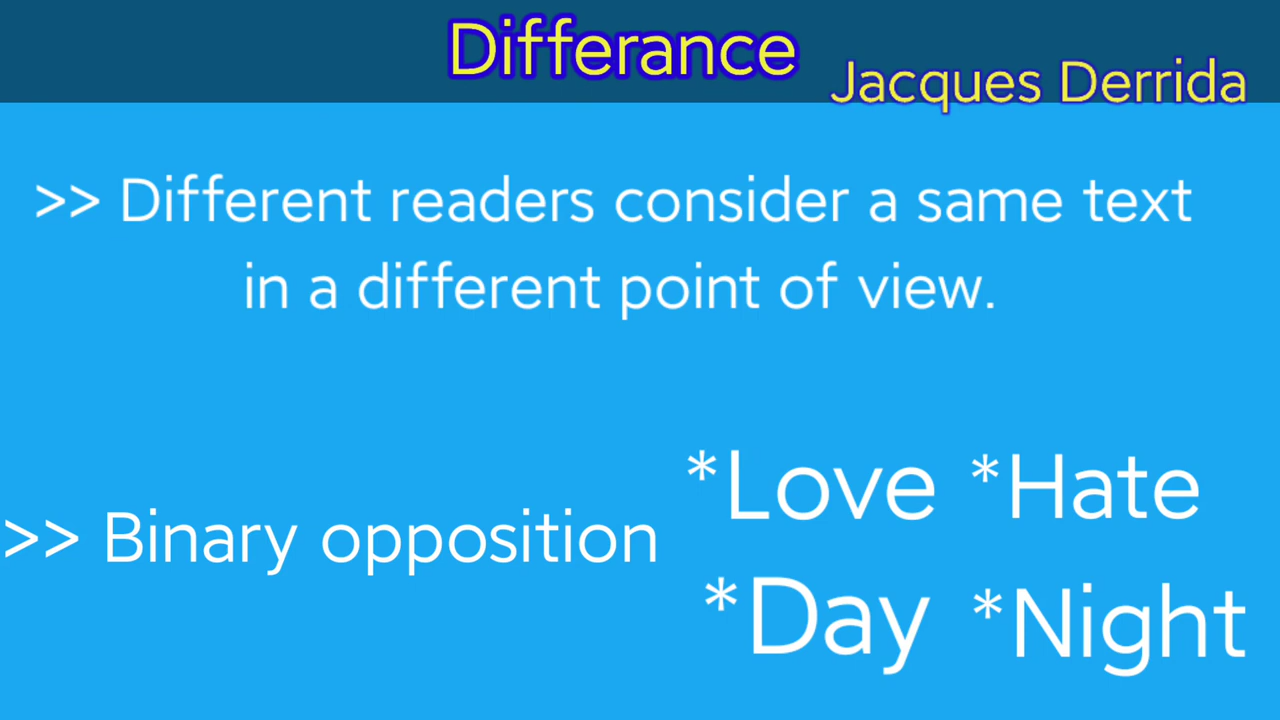 Differance
Jacques Derrida
>> Different readers consider a same text
in a different point of view.
>> Binary opposition
*Love *Hate
*Day *Night